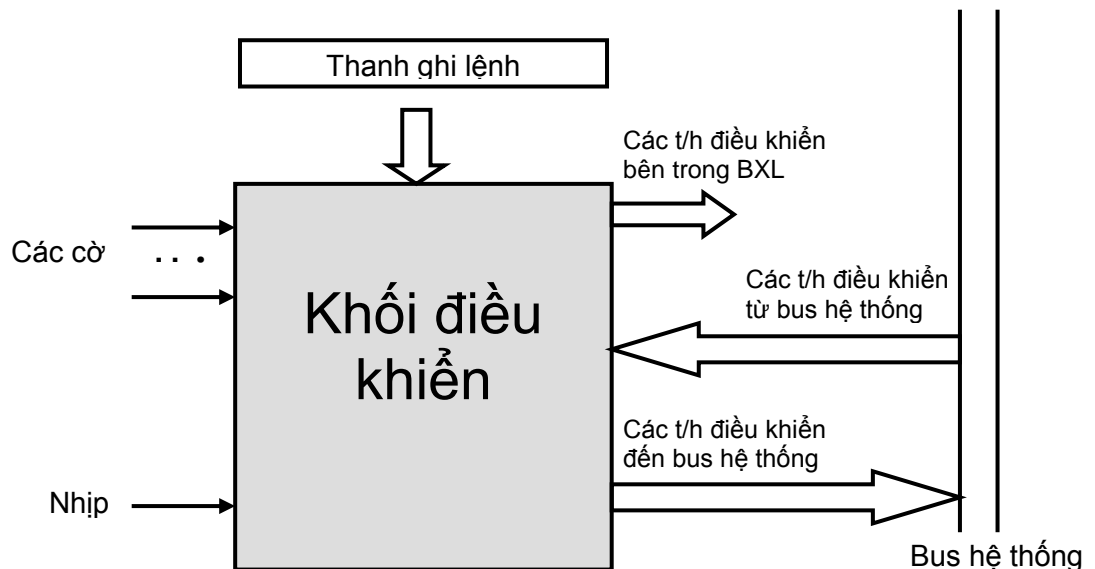 Thanh ghi lệnh
Các t/h điều khiển
bên trong BXL
Các cờ
. . .
Các t/h điều khiển
từ bus hệ thống
Khối điều
khiển
Các t/h điều khiển
đến bus hệ thống
Nhịp
Bus hệ thống